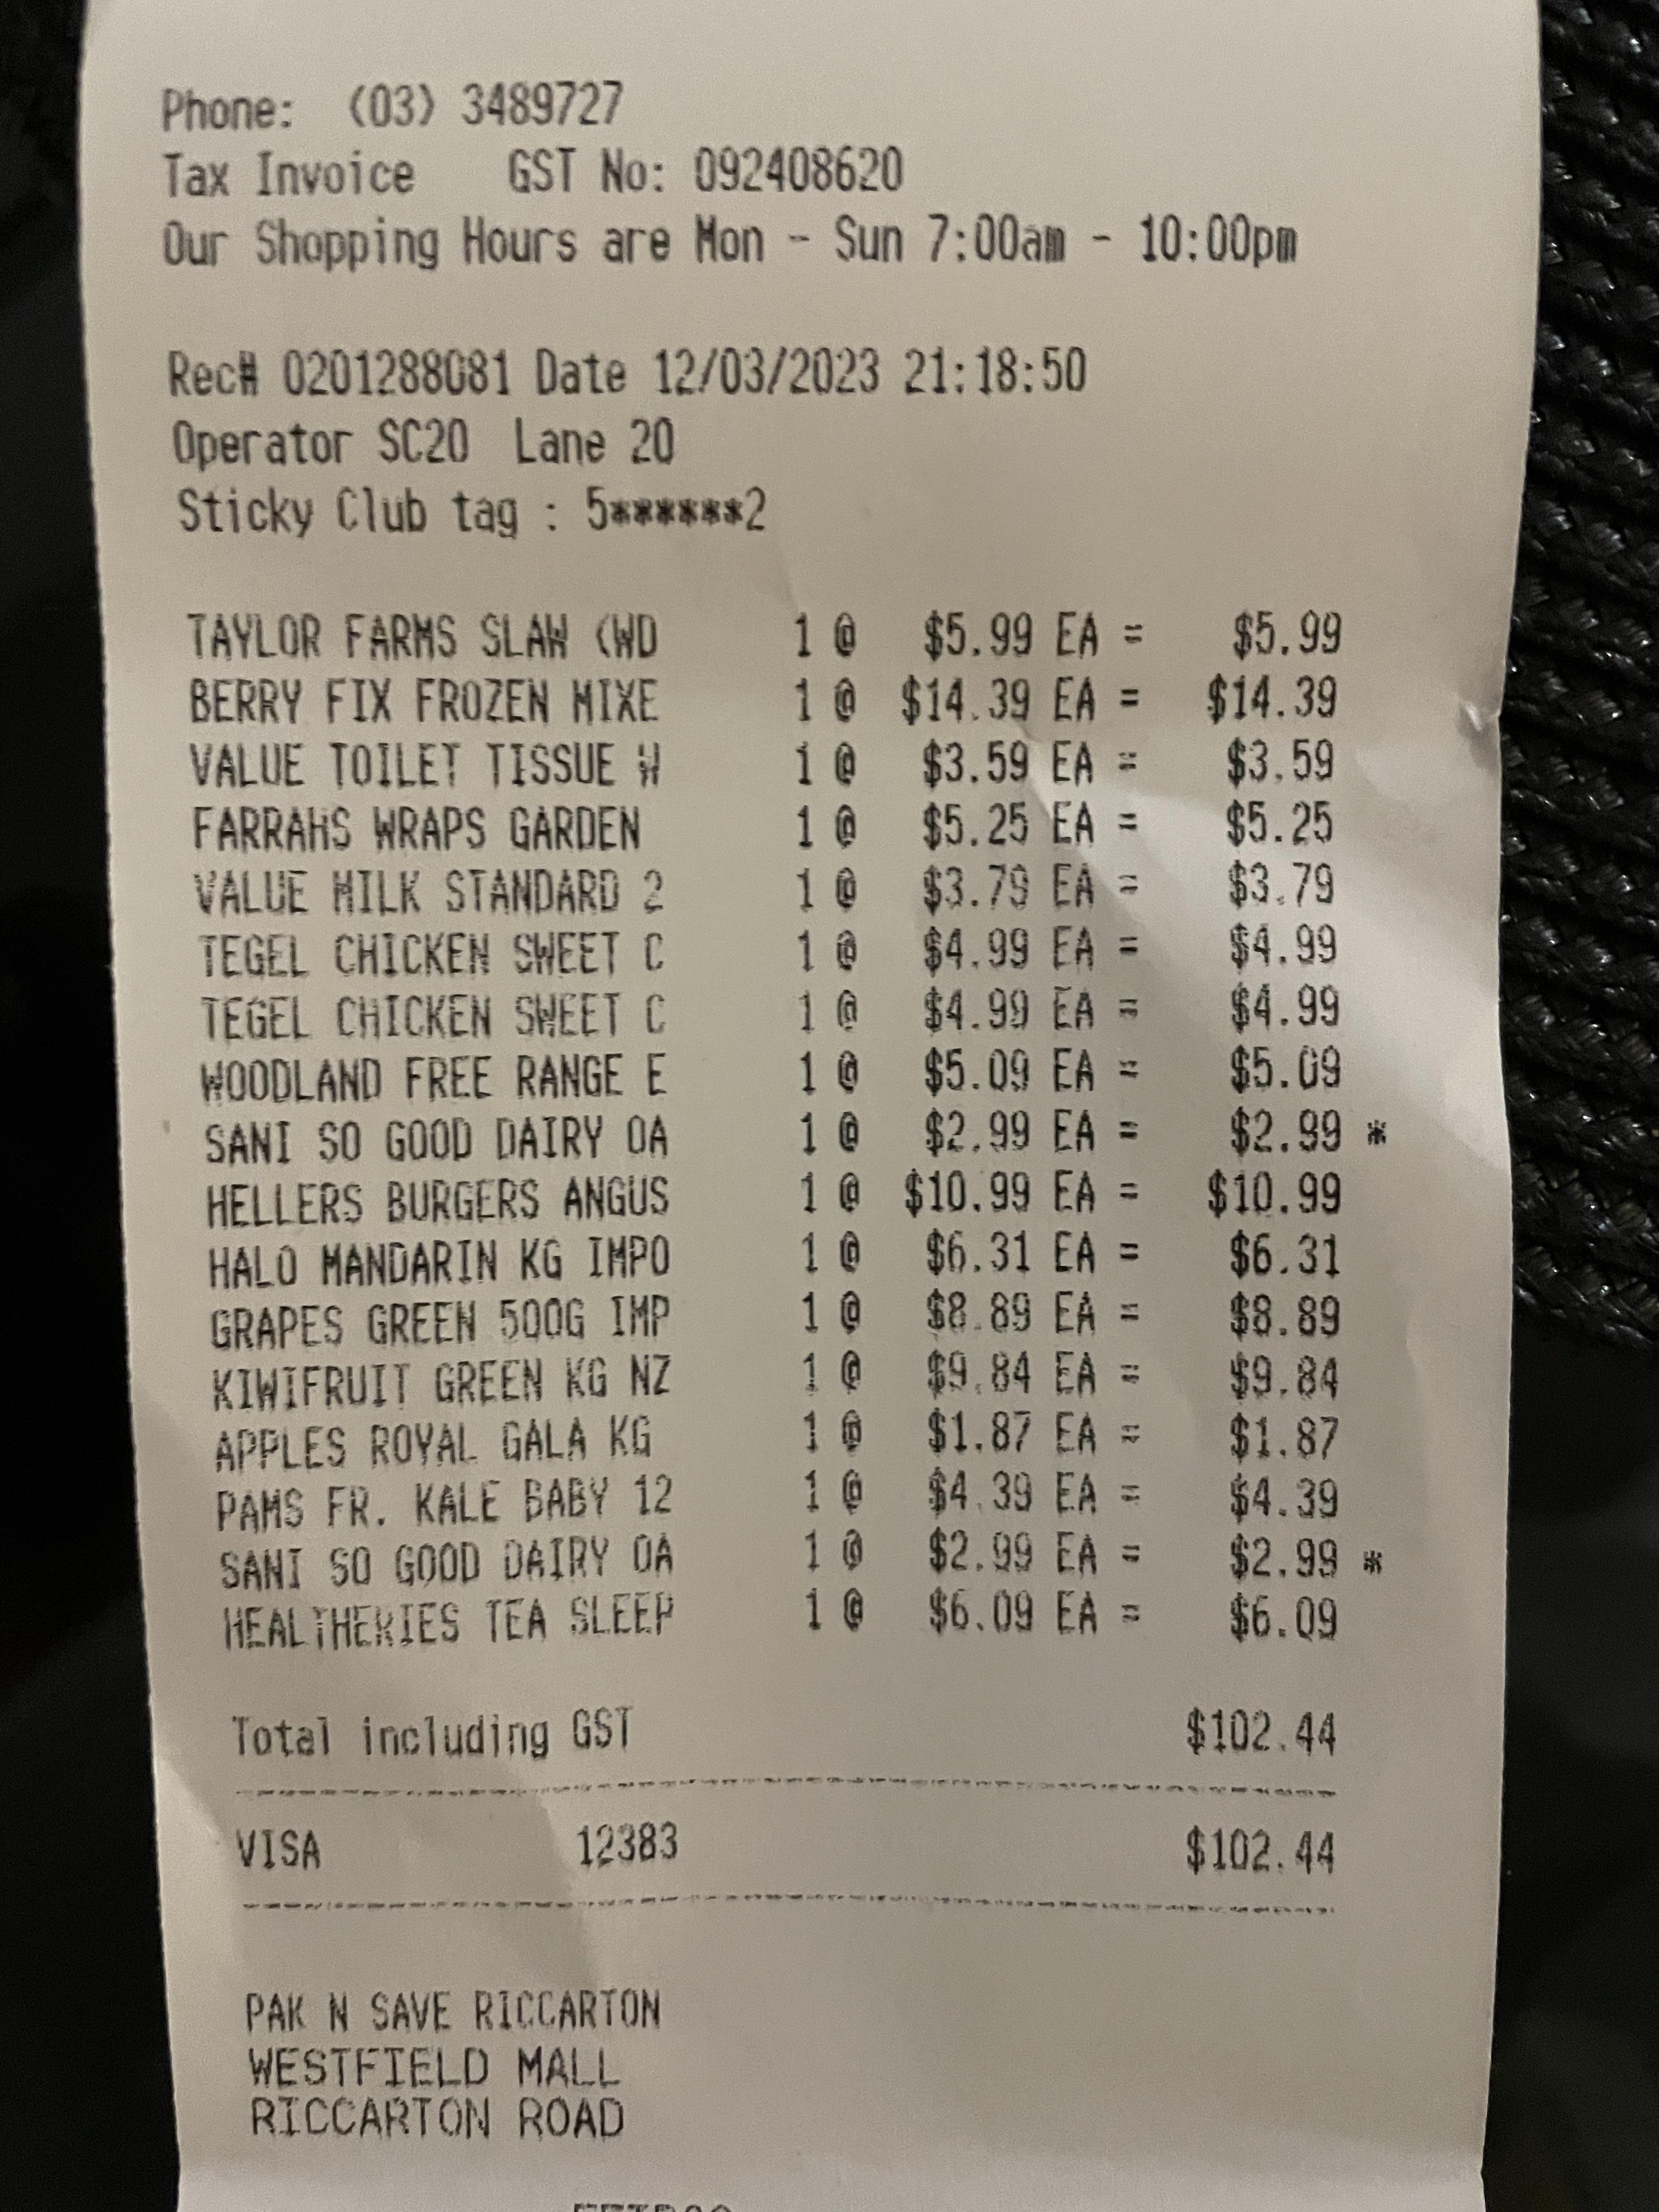 Phone: (03) 3489727
Tax Invoice GST No: 092408620
Our Shopping Hours are Mon - Sun 7:00am - 10:00pm
Rec# 0201288081 Date 12/03/2023 21:18:50
Operator SC20 Lane 20
Sticky Club tag : 5******2
TAYLOR FARMS SLAW (WD 1 @ $5.99 EA = $5.99
BERRY FIX FROZEN MIXE 1 @ $14.39 EA = $14.39
VALUE TOILET TISSUE W 1 @ $3.59 EA = $3.59
FARRAHS WRAPS GARDEN 1 @ $5.25 EA = $5.25
VALUE MILK STANDARD 2 1 @ $3.79 EA = $3.79
TEGEL CHICKEN SWEET C 1 @ $4.99 EA = $4.99
TEGEL CHICKEN SWEET C 1 @ $4.99 EA = $4.99
WOODLAND FREE RANGE E 1 @ $5.09 EA = $5.09
SANI SO GOOD DAIRY OA 1 @ $2.99 EA = $2.99 *
HELLERS BURGERS ANGUS 1 @ $10.99 EA = $10.99
HALO MANDARIN KG IMPO 1 @ $6.31 EA = $6.31
GRAPES GREEN 500G IMP 1 @ $8.89 EA = $8.89
KIWIFRUIT GREEN KG NZ 1 @ $9.84 EA = $9.84
APPLES ROYAL GALA KG 1 @ $1.87 EA = $1.87
PAMS FR. KALE BABY 12 1 @ $4.39 EA = $4.39
SANI SO GOOD DAIRY OA 1 @ $2.99 EA = $2.99 *
HEALTHERIES TEA SLEEP 1 @ $6.09 EA = $6.09
Total including GST $102.44
VISA 12383 $102.44
PAK N SAVE RICCARTON
WESTFIELD MALL
RICCARTON ROAD